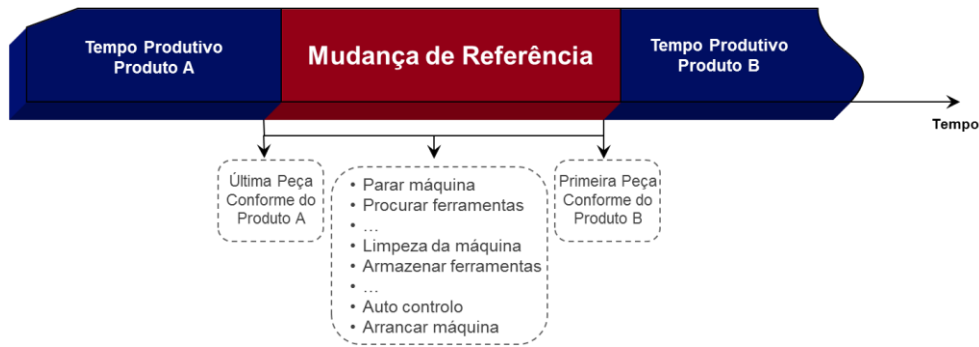 Tempo Produtivo
Produto A
Mudança de Referência
Tempo Produtivo
Produto B
Tempo
Última Peça
Conforme do
Produto A
• Parar máquina
• Procurar ferramentas
• …
• Limpeza da máquina
• Armazenar ferramentas
• …
• Auto controlo
• Arrancar máquina
Primeira Peça
Conforme do
Produto B